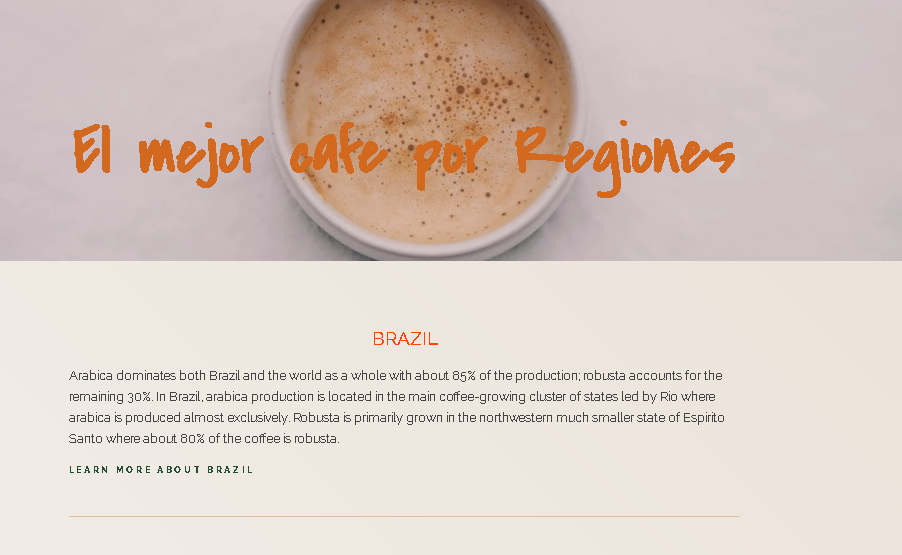 El mejor cafe por Regiones
BRAZIL
Arabica dominates both Brazil and the world as a whole with about 85% of the production; robusta accounts for the
remaining 30%. In Brazil, arabica production is located in the main coffee-growing cluster of states led by Rio where
arabica is produced almost exclusively. Robusta is primarily grown in the northwestern much smaller state of Espirito
Santo where about 80% of the coffee is robusta.
LEARN MORE ABOUT BRAZIL